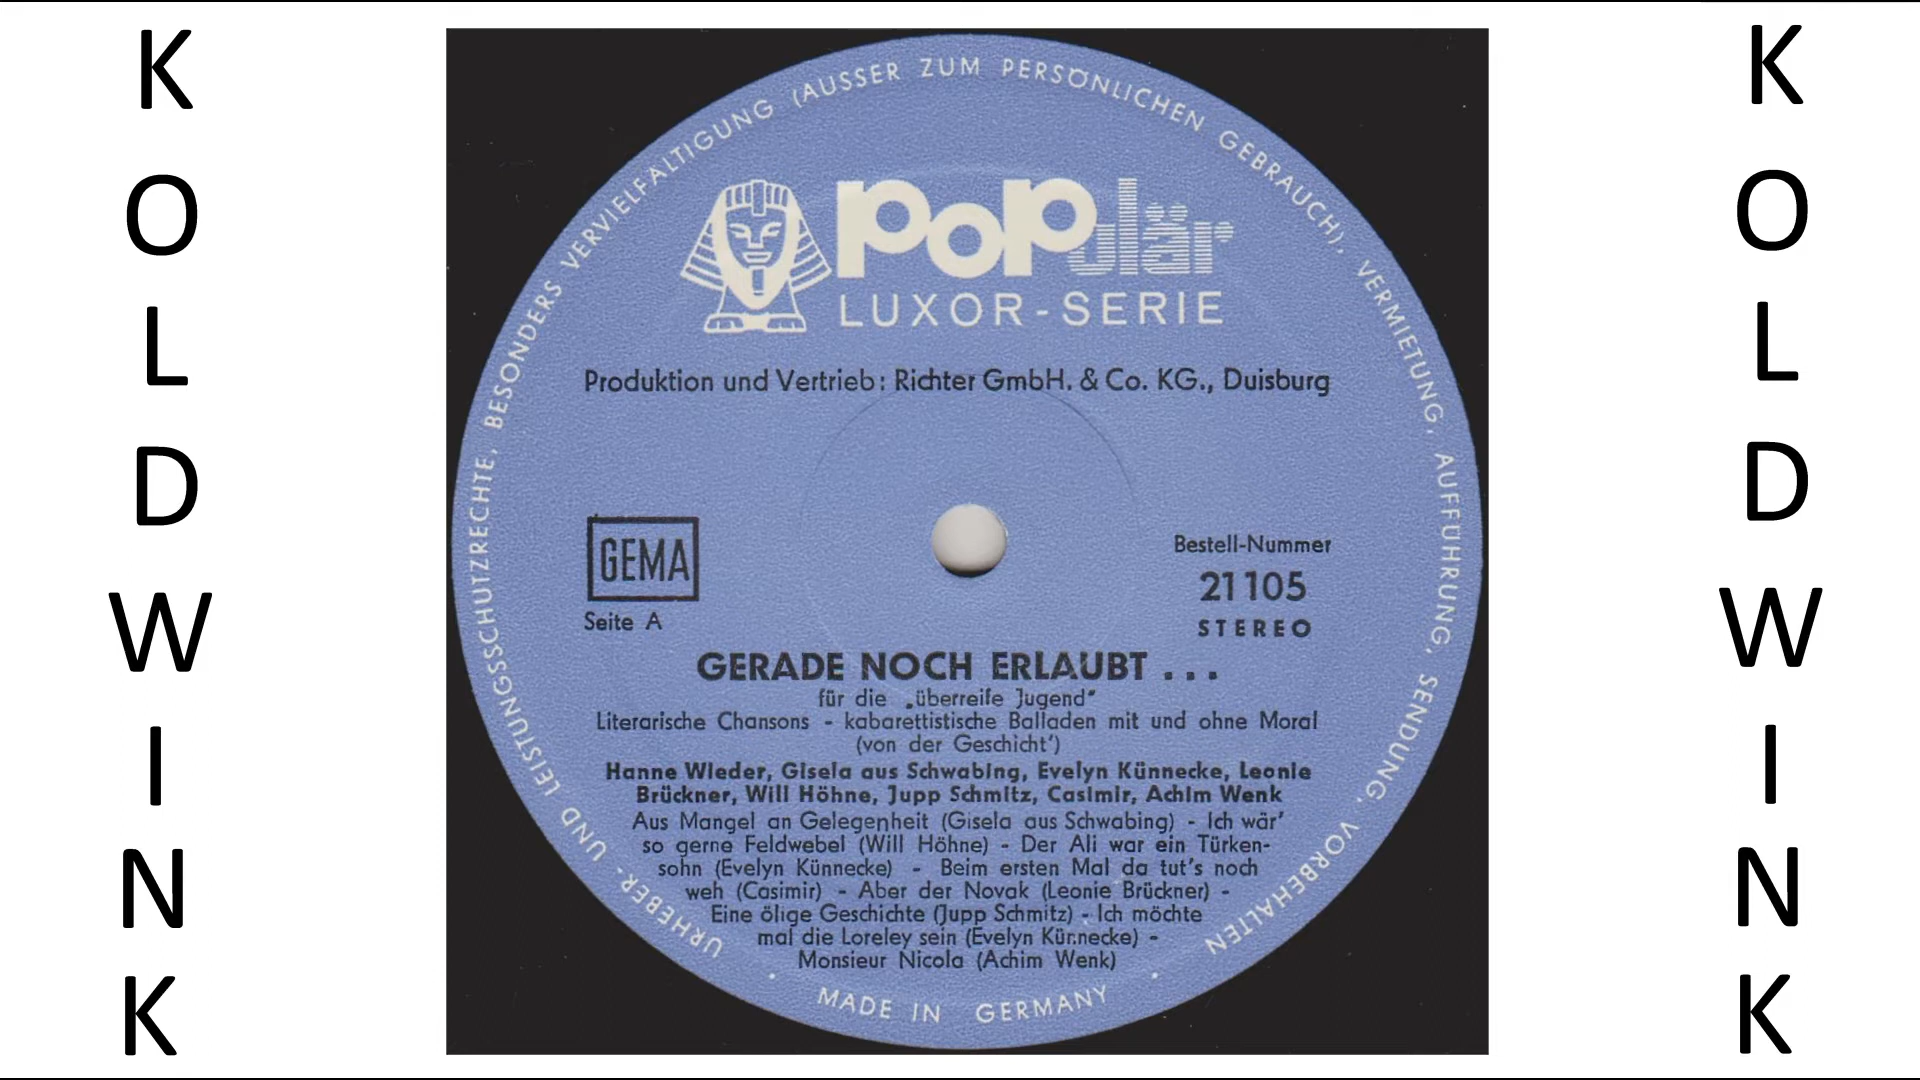 KOLDWINK
URHEBER- UND LEISTUNGSSCHUTZRECHTE, BESONDERS VERVIELFÄLTIGUNG (AUSSER ZUM PERSÖNLICHEN GEBRAUCH), VERMIETUNG, AUFFÜHRUNG, SENDUNG, VORBEHALTEN
populär
LUXOR-SERIE
Produktion und Vertrieb: Richter GmbH. & Co. KG., Duisburg
GEMA
Seite A
Bestell-Nummer
21 105
STEREO
GERADE NOCH ERLAUBT . . .
für die „überreife Jugend"
Literarische Chansons - kabarettistische Balladen mit und ohne Moral
(von der Geschicht')
Hanne Wieder, Gisela aus Schwabing, Evelyn Künnecke, Leonie
Brückner, Will Höhne, Jupp Schmitz, Casimir, Achim Wenk
Aus Mangel an Gelegenheit (Gisela aus Schwabing) - Ich wär'
so gerne Feldwebel (Will Höhne) - Der Ali war ein Türken-
sohn (Evelyn Künnecke) - Beim ersten Mal da tut's noch
weh (Casimir) - Aber der Novak (Leonie Brückner) -
Eine ölige Geschichte (Jupp Schmitz) - Ich möchte
mal die Loreley sein (Evelyn Künnecke) -
Monsieur Nicola (Achim Wenk)
MADE IN GERMANY
KOLDWINK